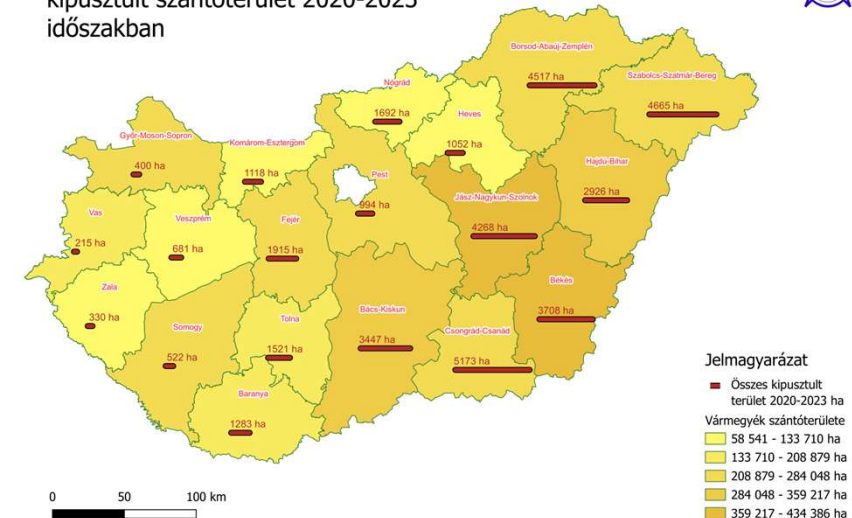 kipusztult szántóterület 2020-2023
időszakban
Borsod-Abaúj-Zemplén
4517 ha
Szabolcs-Szatmár-Bereg
4665 ha
Nógrád
1692 ha
Heves
1052 ha
Győr-Moson-Sopron
400 ha
Komárom-Esztergom
1118 ha
Pest
994 ha
Hajdú-Bihar
2926 ha
Jász-Nagykun-Szolnok
4268 ha
Vas
215 ha
Veszprém
681 ha
Fejér
1915 ha
Zala
330 ha
Somogy
522 ha
Tolna
1521 ha
Bács-Kiskun
3447 ha
Békés
3708 ha
Csongrád-Csanád
5173 ha
Baranya
1283 ha
Jelmagyarázat
Összes kipusztult
terület 2020-2023 ha
Vármegyék szántóterülete
58 541 - 133 710 ha
133 710 - 208 879 ha
208 879 - 284 048 ha
284 048 - 359 217 ha
359 217 - 434 386 ha
0 50 100 km